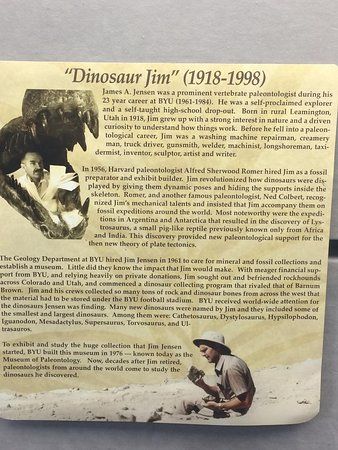 "Dinosaur Jim" (1918-1998)
James A. Jensen was a prominent vertebrate paleontologist during his
23 year career at BYU (1961-1984). He was a self-proclaimed explorer
and a self-taught high-school drop-out. Born in rural Leamington,
Utah in 1918, Jim grew up with a strong interest in nature and a driven
curiosity to understand how things work. Before he fell into a paleon-
tological career, Jim was a washing machine repairman, creamery
man, truck driver, gunsmith, welder, machinist, longshoreman, taxi-
dermist, inventor, sculptor, artist and writer.
In 1956, Harvard paleontologist Alfred Sherwood Romer hired Jim as a fossil
preparator and exhibit builder. Jim revolutionized how dinosaurs were dis-
played by giving them dynamic poses and hiding the supports inside the
skeleton. Romer, and another famous paleontologist, Ned Colbert, recog-
nized Jim's mechanical talents and insisted that Jim accompany them on
fossil expeditions around the world. Most noteworthy were the expedi-
tions in Argentina and Antarctica that resulted in the discovery of Lys-
trosaurus, a small pig-like reptile previously known only from Africa
and India. This discovery provided new paleontological support for the
then new theory of plate tectonics.
The Geology Department at BYU hired Jim Jensen in 1961 to care for mineral and fossil collections and
establish a museum. Little did they know the impact that Jim would make. With meager financial sup-
port from BYU, and relying heavily on private donations, Jim sought out and befriended rockhounds
across Colorado and Utah, and commenced a dinosaur collecting program that rivaled that of Barnum
Brown. Jim and his crews collected so many tons of rock and dinosaur bones from across the west that
the material had to be stored under the BYU football stadium. BYU received world-wide attention for
the dinosaurs Jensen was finding. Many new dinosaurs were named by Jim and they included some of
the smallest and largest dinosaurs. Among them were: Cathetosaurus, Dystylosaurus, Hypsilophodon,
Iguanodon, Mesadactylus, Supersaurus, Torvosaurus, and Ul-
trasauros.
To exhibit and study the huge collection that Jim Jensen
started, BYU built this museum in 1976 — known today as the
Museum of Paleontology. Now, decades after Jim retired,
paleontologists from around the world come to study the
dinosaurs he discovered.